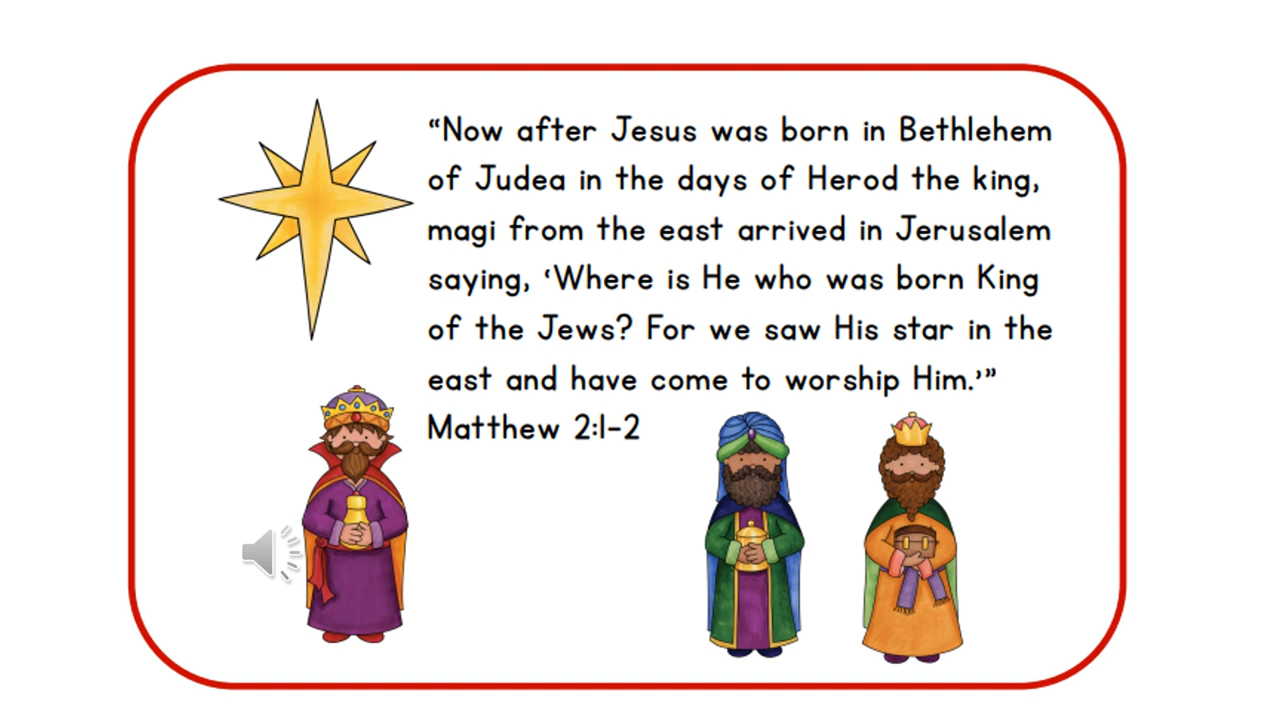 “Now after Jesus was born in Bethlehem
of Judea in the days of Herod the king,
magi from the east arrived in Jerusalem
saying, ‘Where is He who was born King
of the Jews? For we saw His star in the
east and have come to worship Him.’”
Matthew 2:1-2